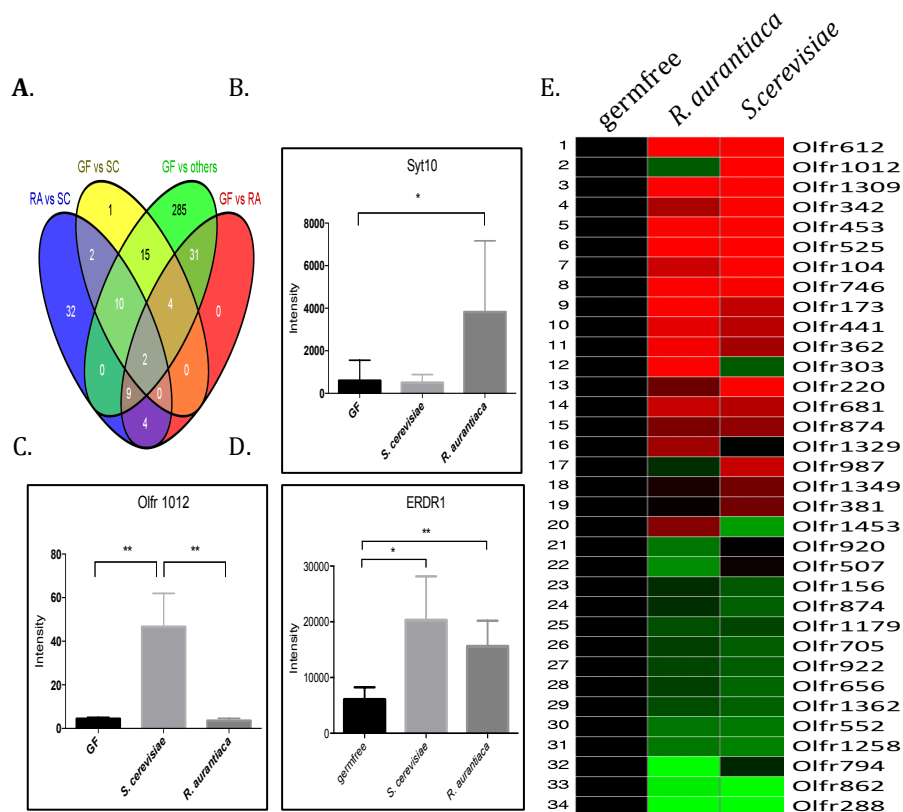 A.
GF vs SC
GF vs others
RA vs SC
GF vs RA
1
285
2
15
31
32
10
4
0
2
0
0
9
0
4
B.
Syt10
*
8000
6000
4000
2000
0
Intensity
GF
S. cerevisiae
R. aurantiaca
C.
Olfr 1012
**
**
80
60
40
20
0
Intensity
GF
S. cerevisiae
R. aurantiaca
D.
ERDR1
**
*
30000
20000
10000
0
Intensity
germfree
S. cerevisiae
R. aurantiaca
E.
germfree
R. aurantiaca
S.cerevisiae
1 Olfr612
2 Olfr1012
3 Olfr1309
4 Olfr342
5 Olfr453
6 Olfr525
7 Olfr104
8 Olfr746
9 Olfr173
10 Olfr441
11 Olfr362
12 Olfr303
13 Olfr220
14 Olfr681
15 Olfr874
16 Olfr1329
17 Olfr987
18 Olfr1349
19 Olfr381
20 Olfr1453
21 Olfr920
22 Olfr507
23 Olfr156
24 Olfr874
25 Olfr1179
26 Olfr705
27 Olfr922
28 Olfr656
29 Olfr1362
30 Olfr552
31 Olfr1258
32 Olfr794
33 Olfr862
34 Olfr288